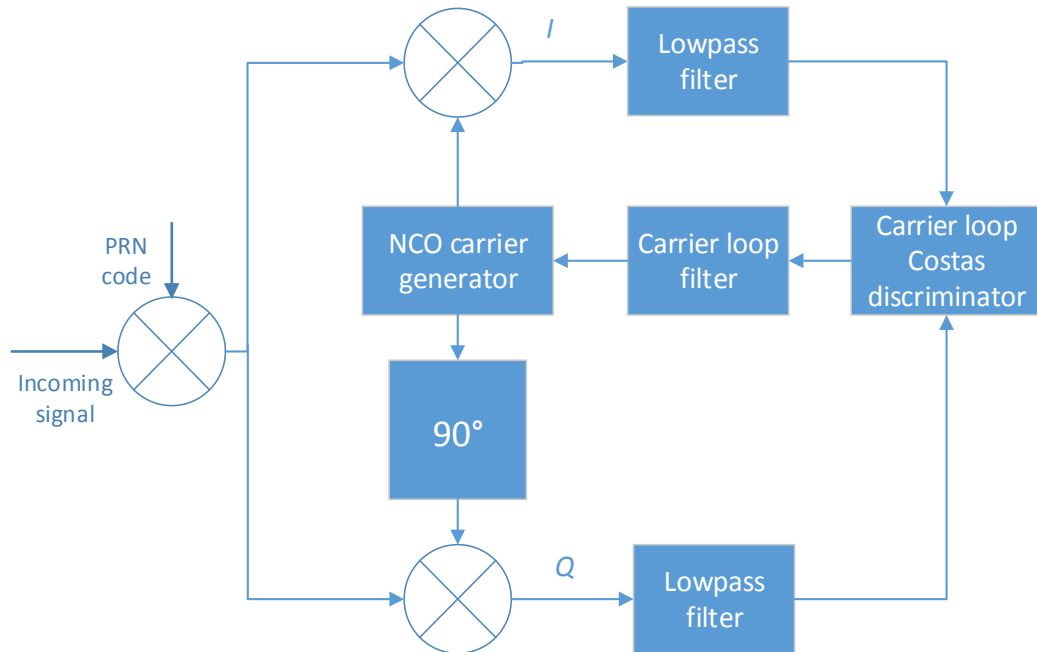 I
Lowpass
filter
PRN
code
NCO carrier
generator
Carrier loop
filter
Carrier loop
Costas
discriminator
Incoming
signal
90°
Q
Lowpass
filter